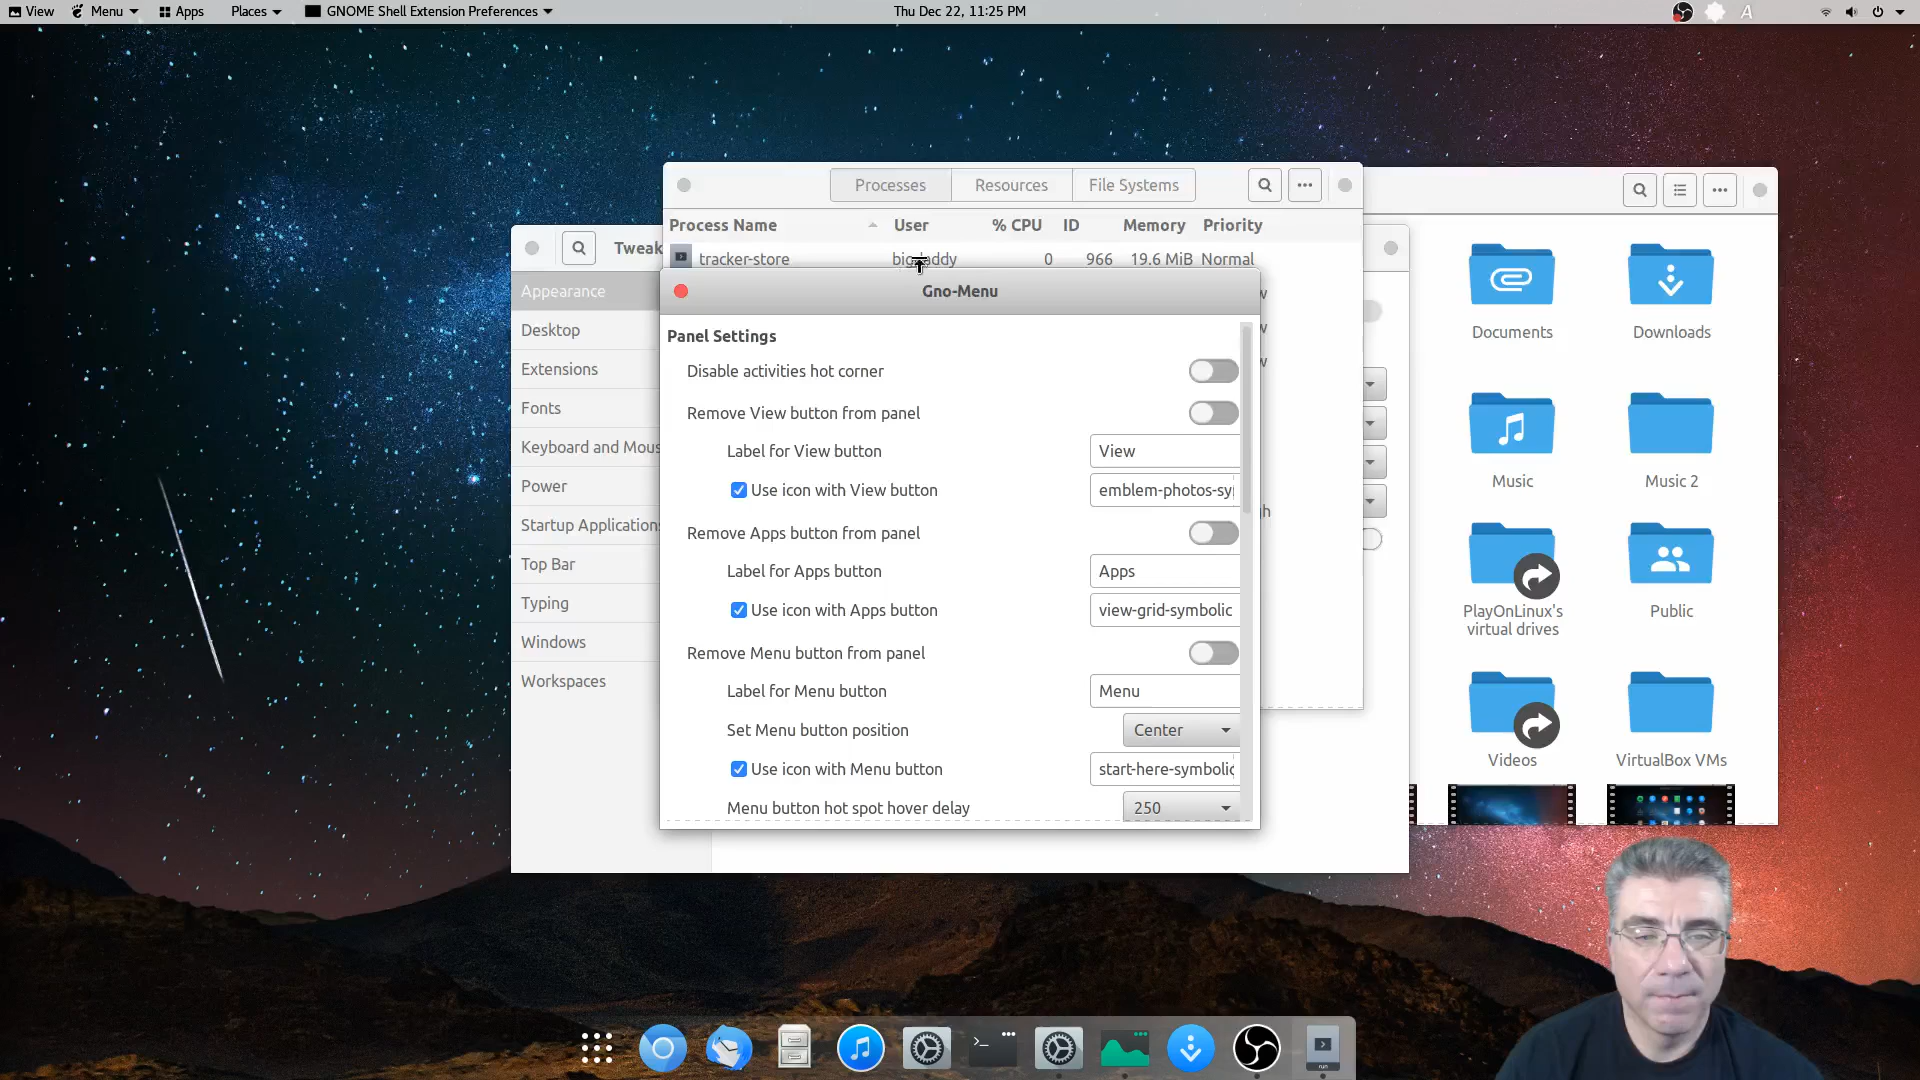 View Menu Apps Places GNOME Shell Extension Preferences Thu Dec 22, 11:25 PM
Processes Resources File Systems
Process Name User % CPU ID Memory Priority
tracker-store 0 966 19.6 MiB Normal
Tweak
Appearance
Desktop
Extensions
Fonts
Keyboard and Mous
Power
Startup Application
Top Bar
Typing
Windows
Workspaces
Gno-Menu
Panel Settings
Disable activities hot corner
Remove View button from panel
Label for View button View
Use icon with View button emblem-photos-sy
Remove Apps button from panel
Label for Apps button Apps
Use icon with Apps button view-grid-symbolic
Remove Menu button from panel
Label for Menu button Menu
Set Menu button position Center
Use icon with Menu button start-here-symbolic
Menu button hot spot hover delay 250
w
w
w
gh
Documents Downloads
Music Music 2
PlayOnLinux's
virtual drives
Public
Videos VirtualBox VMs